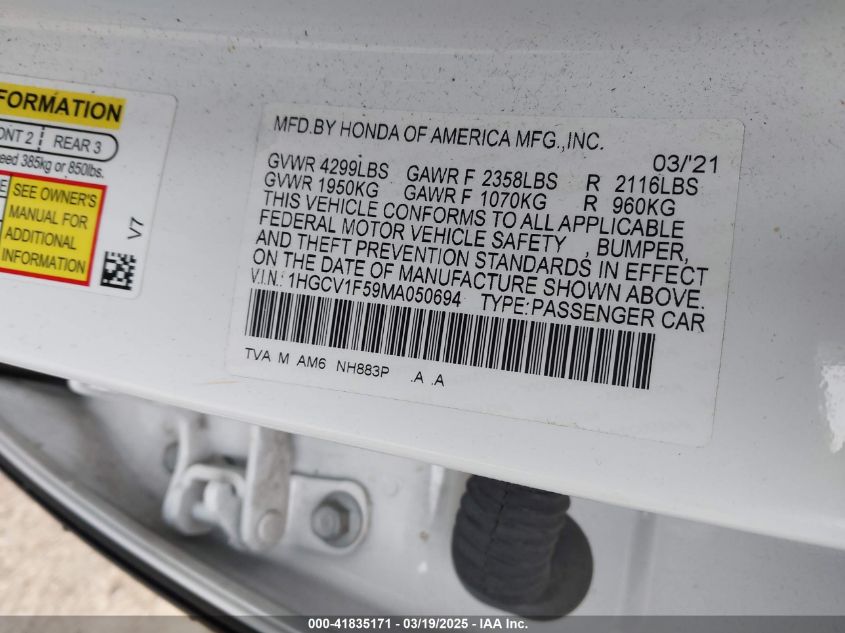 FORMATION
ONT 2 REAR 3
eed 385kg or 850lbs.
E
SEE OWNER'S
MANUAL FOR
ADDITIONAL
INFORMATION
V7
MFD.BY HONDA OF AMERICA MFG.,INC.
03/'21
GVWR 4299LBS GAWR F 2358LBS R 2116LBS
GVWR 1950KG GAWR F 1070KG R 960KG
THIS VEHICLE CONFORMS TO ALL APPLICABLE
FEDERAL MOTOR VEHICLE SAFETY , BUMPER,
AND THEFT PREVENTION STANDARDS IN EFFECT
ON THE DATE OF MANUFACTURE SHOWN ABOVE.
V.I.N.: 1HGCV1F59MA050694 TYPE:PASSENGER CAR
TVA M AM6 NH883P .A .A
000-41835171 - 03/19/2025 - IAA Inc.